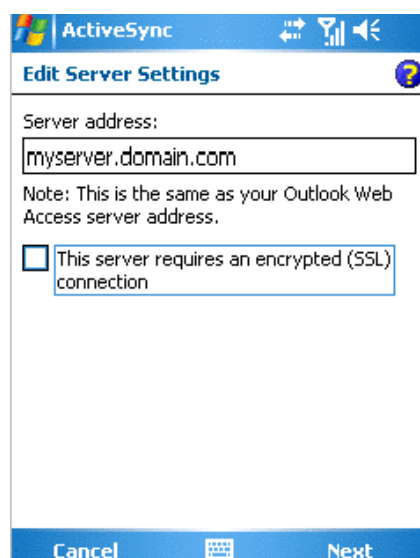 ActiveSync
Edit Server Settings
?
Server address:
myserver.domain.com
Note: This is the same as your Outlook Web
Access server address.
This server requires an encrypted (SSL)
connection
Cancel Next